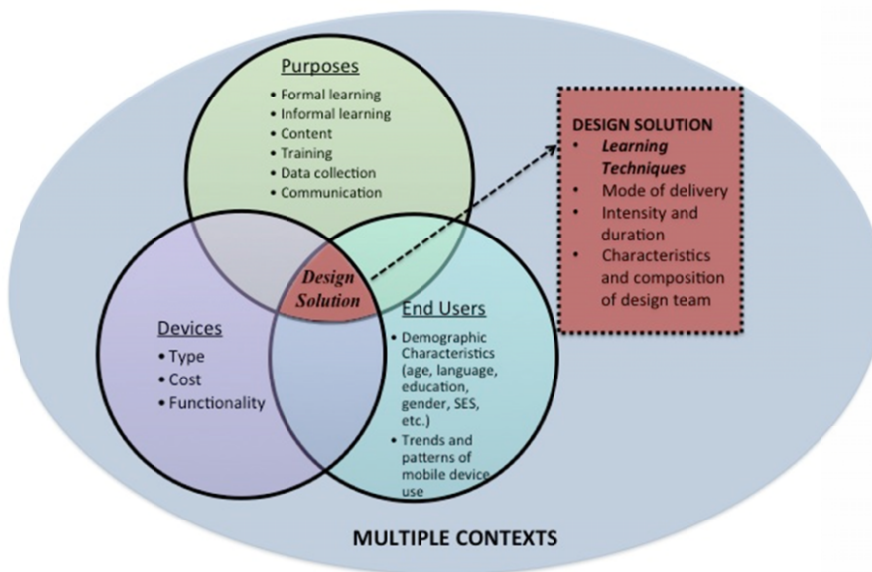 Purposes
• Formal learning
• Informal learning
• Content
• Training
• Data collection
• Communication
DESIGN SOLUTION
• Learning
Techniques
• Mode of delivery
• Intensity and
duration
• Characteristics
and composition
of design team
Design
Solution
Devices
• Type
• Cost
• Functionality
End Users
• Demographic
Characteristics
(age, language,
education,
gender, SES,
etc.)
• Trends and
patterns of
mobile device
use
MULTIPLE CONTEXTS